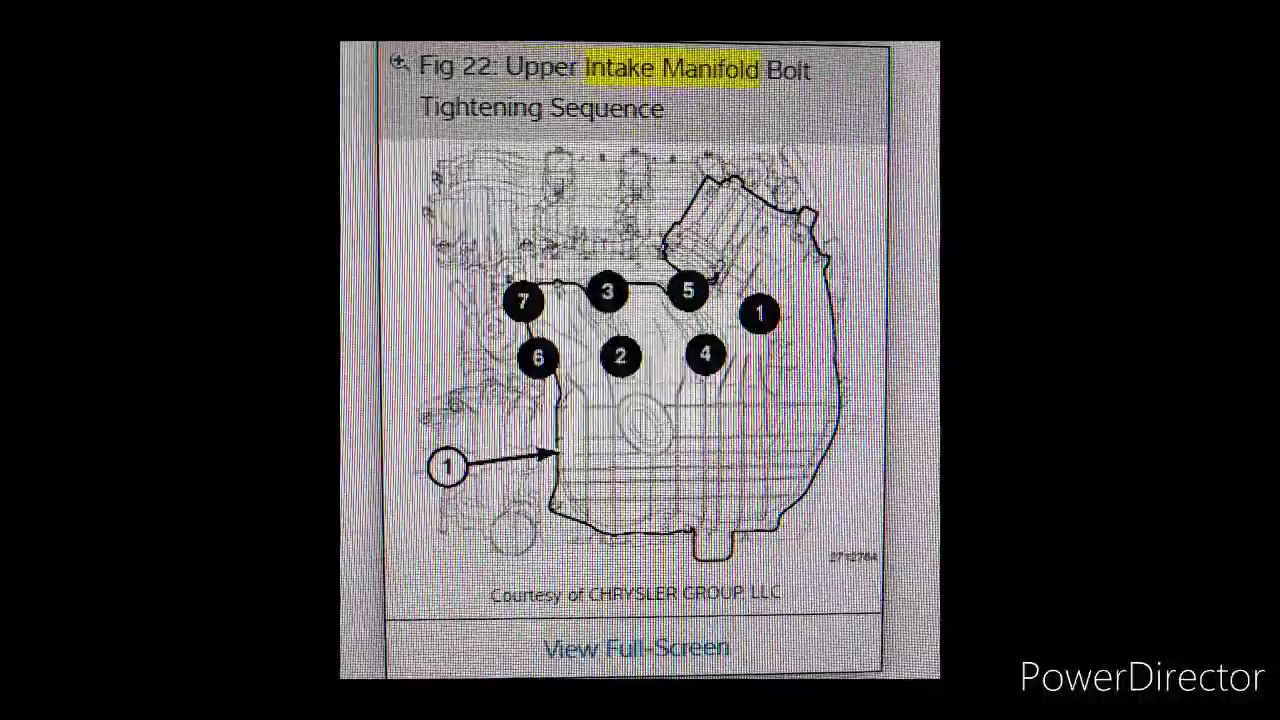 Fig 22: Upper Intake Manifold Bolt
Tightening Sequence
7
3
5
1
6
2
4
1
2712764
Courtesy of CHRYSLER GROUP, LLC
View Full-Screen
PowerDirector